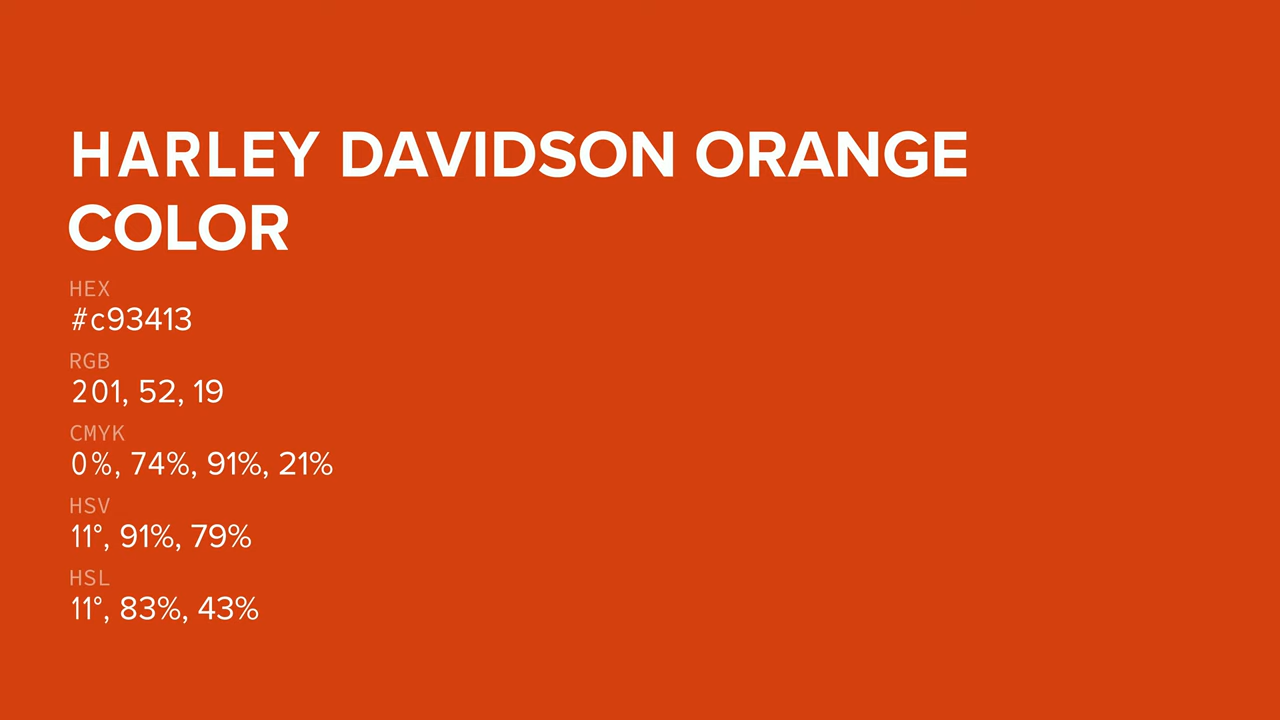 HARLEY DAVIDSON ORANGE
COLOR
HEX
#c93413
RGB
201, 52, 19
CMYK
0%, 74%, 91%, 21%
HSV
11°, 91%, 79%
HSL
11°, 83%, 43%